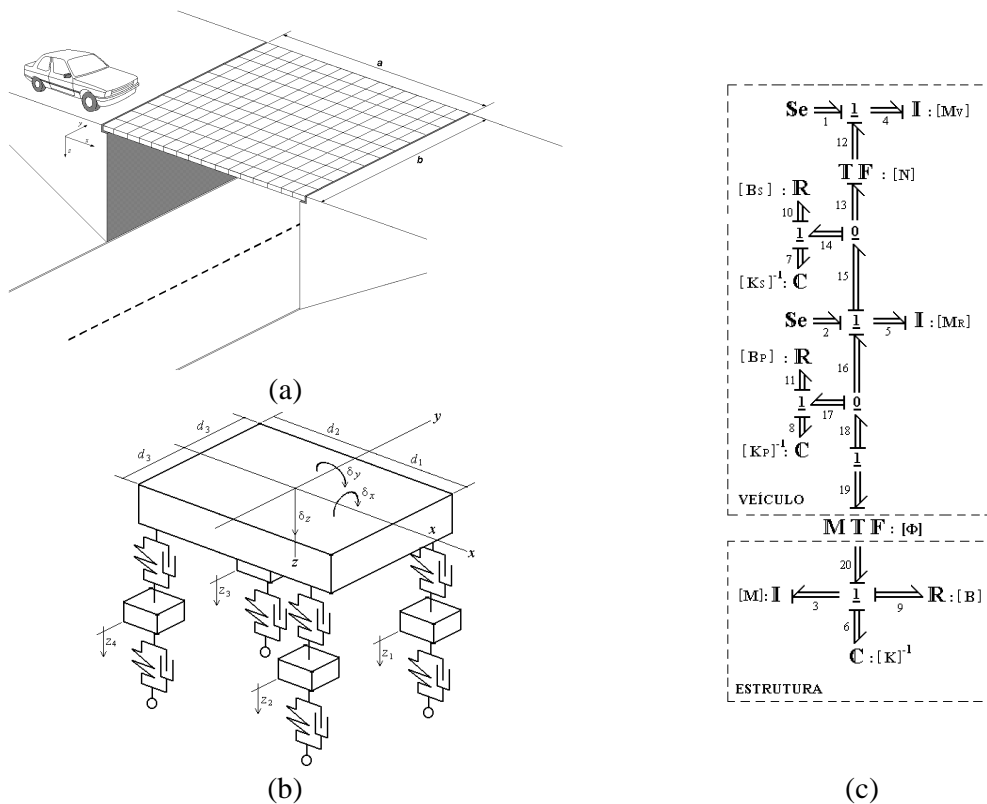 a
b
y
x
z
(a)
d₃
d₃
d₂
d₁
y
δy
δx
δz
x
x
z
z₃
z₄
z₁
z₂
(b)
Se 1 1 4 I : [Mv]
12
TF : [N]
[Bs] : R 13
10
1 14 0
7
[Ks]⁻¹ : C 15
Se 2 1 5 I : [MR]
[BP] : R 16
11
1 17 0
8 18
[KP]⁻¹ : C 1
19
VEÍCULO
MTF : [Φ]
20
[M] : I 3 1 9 R : [B]
6
C : [K]⁻¹
ESTRUTURA
(c)